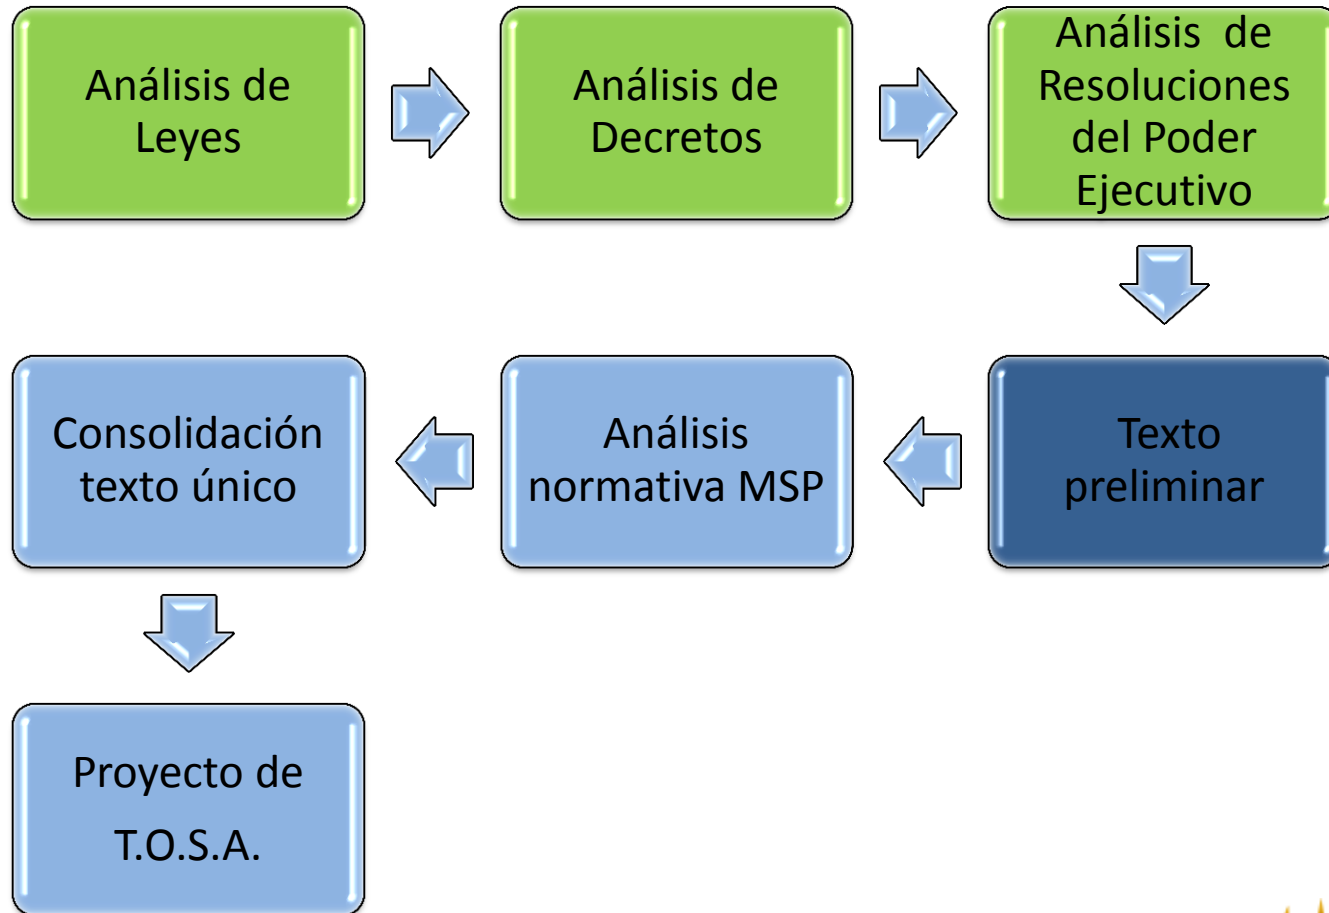 Análisis de
Leyes
Análisis de
Decretos
Análisis de
Resoluciones
del Poder
Ejecutivo
Texto
preliminar
Análisis
normativa MSP
Consolidación
texto único
Proyecto de
T.O.S.A.